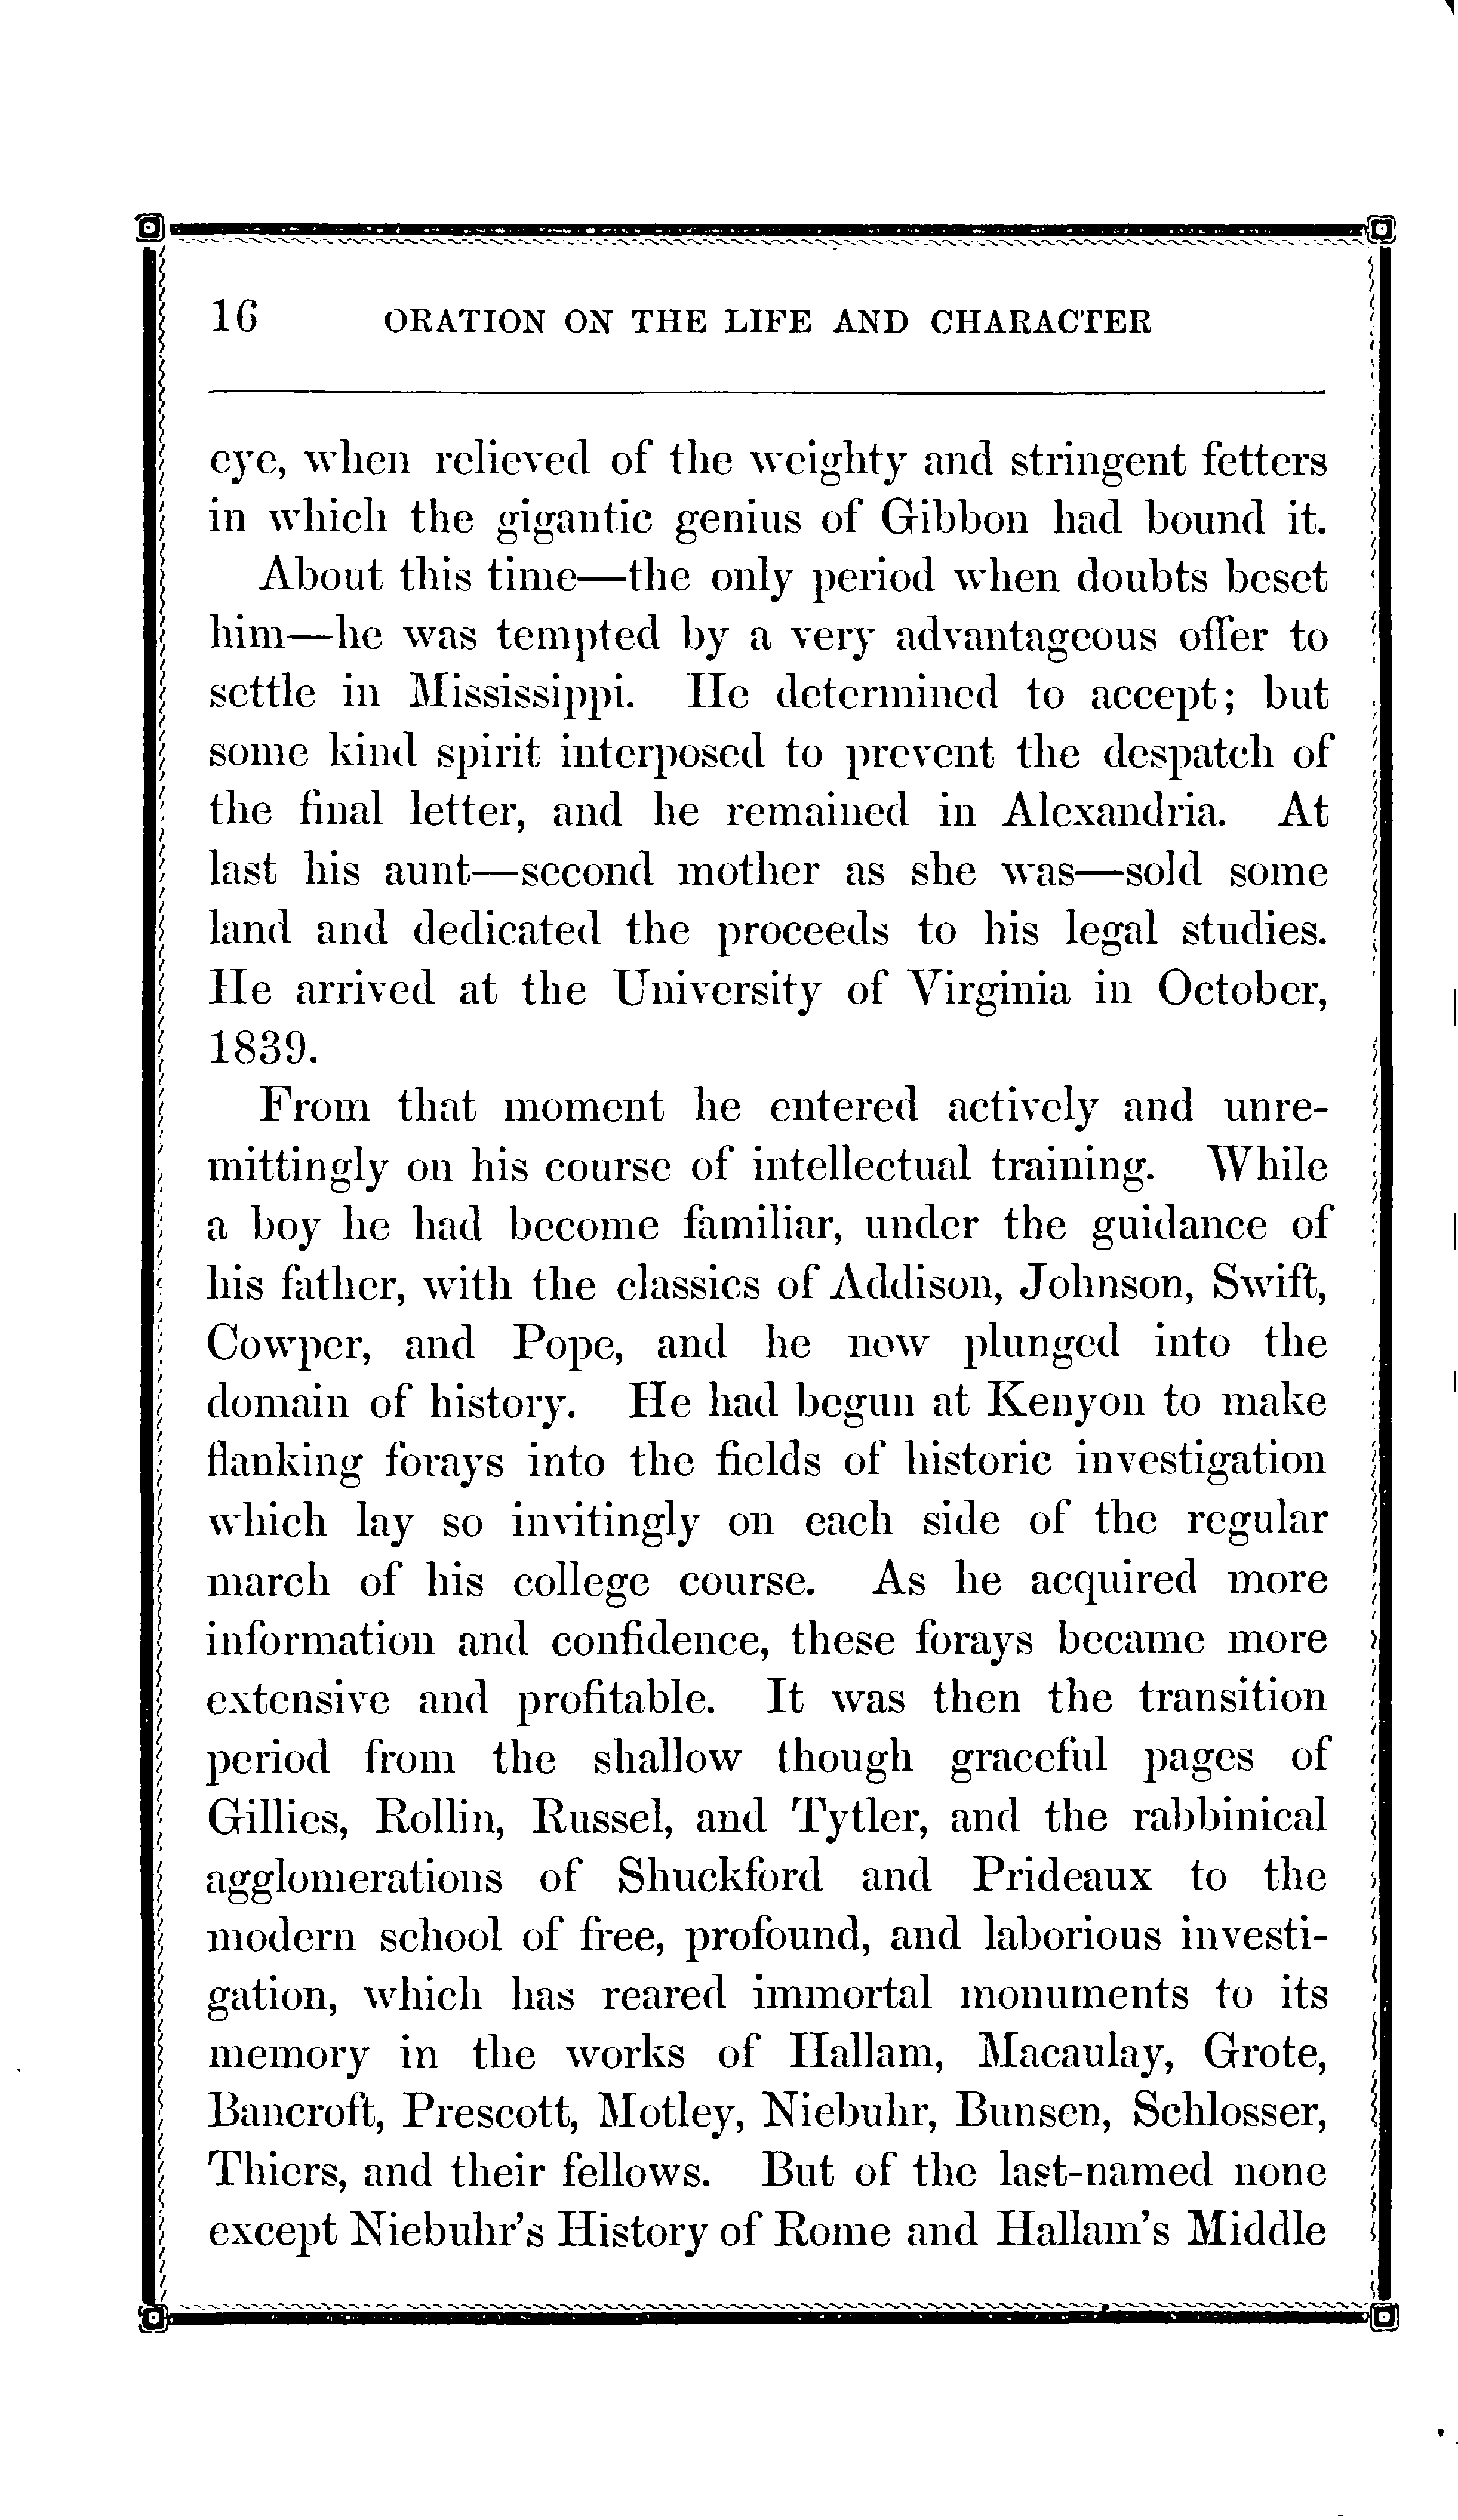 16 ORATION ON THE LIFE AND CHARACTER
eye, when relieved of the weighty and stringent fetters
in which the gigantic genius of Gibbon had bound it.
About this time—the only period when doubts beset
him—he was tempted by a very advantageous offer to
settle in Mississippi. He determined to accept; but
some kind spirit interposed to prevent the despatch of
the final letter, and he remained in Alexandria. At
last his aunt—second mother as she was—sold some
land and dedicated the proceeds to his legal studies.
He arrived at the University of Virginia in October,
1839.
From that moment he entered actively and unre-
mittingly on his course of intellectual training. While
a boy he had become familiar, under the guidance of
his father, with the classics of Addison, Johnson, Swift,
Cowper, and Pope, and he now plunged into the
domain of history. He had begun at Kenyon to make
flanking forays into the fields of historic investigation
which lay so invitingly on each side of the regular
march of his college course. As he acquired more
information and confidence, these forays became more
extensive and profitable. It was then the transition
period from the shallow though graceful pages of
Gillies, Rollin, Russel, and Tytler, and the rabbinical
agglomerations of Shuckford and Prideaux to the
modern school of free, profound, and laborious investi-
gation, which has reared immortal monuments to its
memory in the works of Hallam, Macaulay, Grote,
Bancroft, Prescott, Motley, Niebuhr, Bunsen, Schlosser,
Thiers, and their fellows. But of the last-named none
except Niebuhr's History of Rome and Hallam's Middle